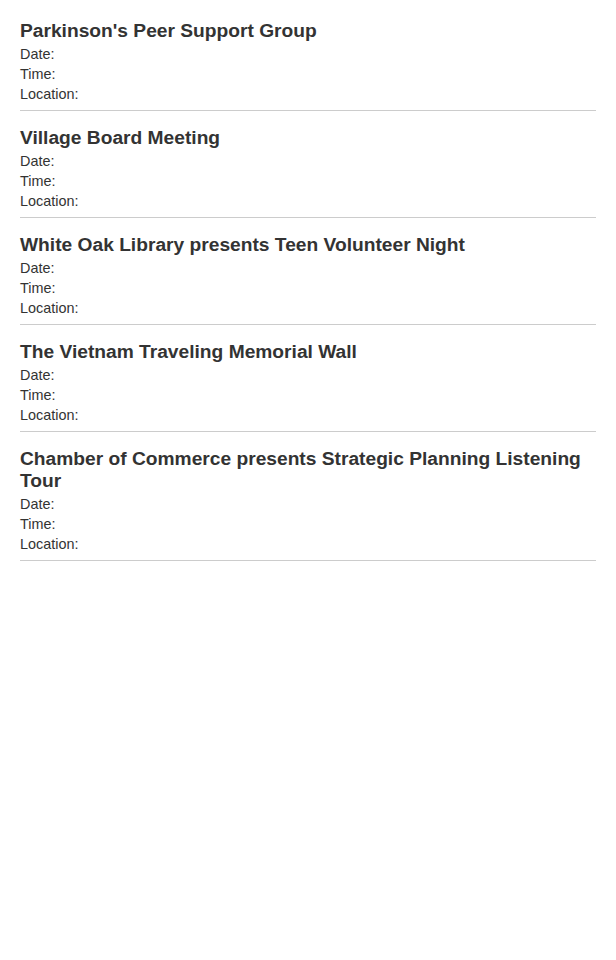 Parkinson's Peer Support Group
Date:
Time:
Location:
Village Board Meeting
Date:
Time:
Location:
White Oak Library presents Teen Volunteer Night
Date:
Time:
Location:
The Vietnam Traveling Memorial Wall
Date:
Time:
Location:
Chamber of Commerce presents Strategic Planning Listening
Tour
Date:
Time:
Location: